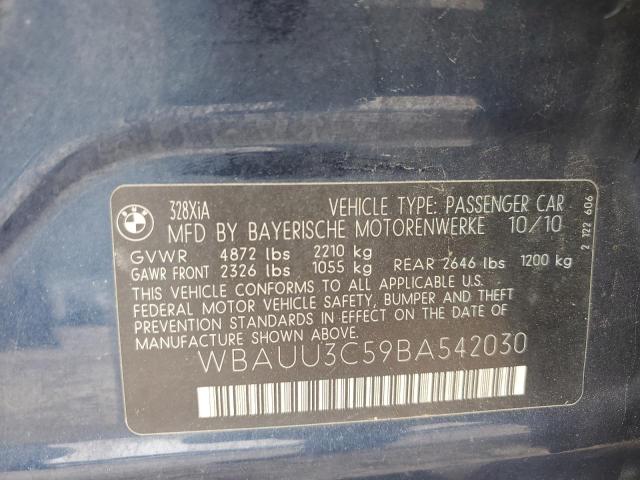 BMW
328XiA VEHICLE TYPE: PASSENGER CAR
MFD BY BAYERISCHE MOTORENWERKE 10/10
GVWR 4872 lbs 2210 kg
GAWR FRONT 2326 lbs 1055 kg REAR 2646 lbs 1200 kg
THIS VEHICLE CONFORMS TO ALL APPLICABLE U.S.
FEDERAL MOTOR VEHICLE SAFETY, BUMPER AND THEFT
PREVENTION STANDARDS IN EFFECT ON THE DATE OF
MANUFACTURE SHOWN ABOVE.
WBAUU3C59BA542030
2 122 606